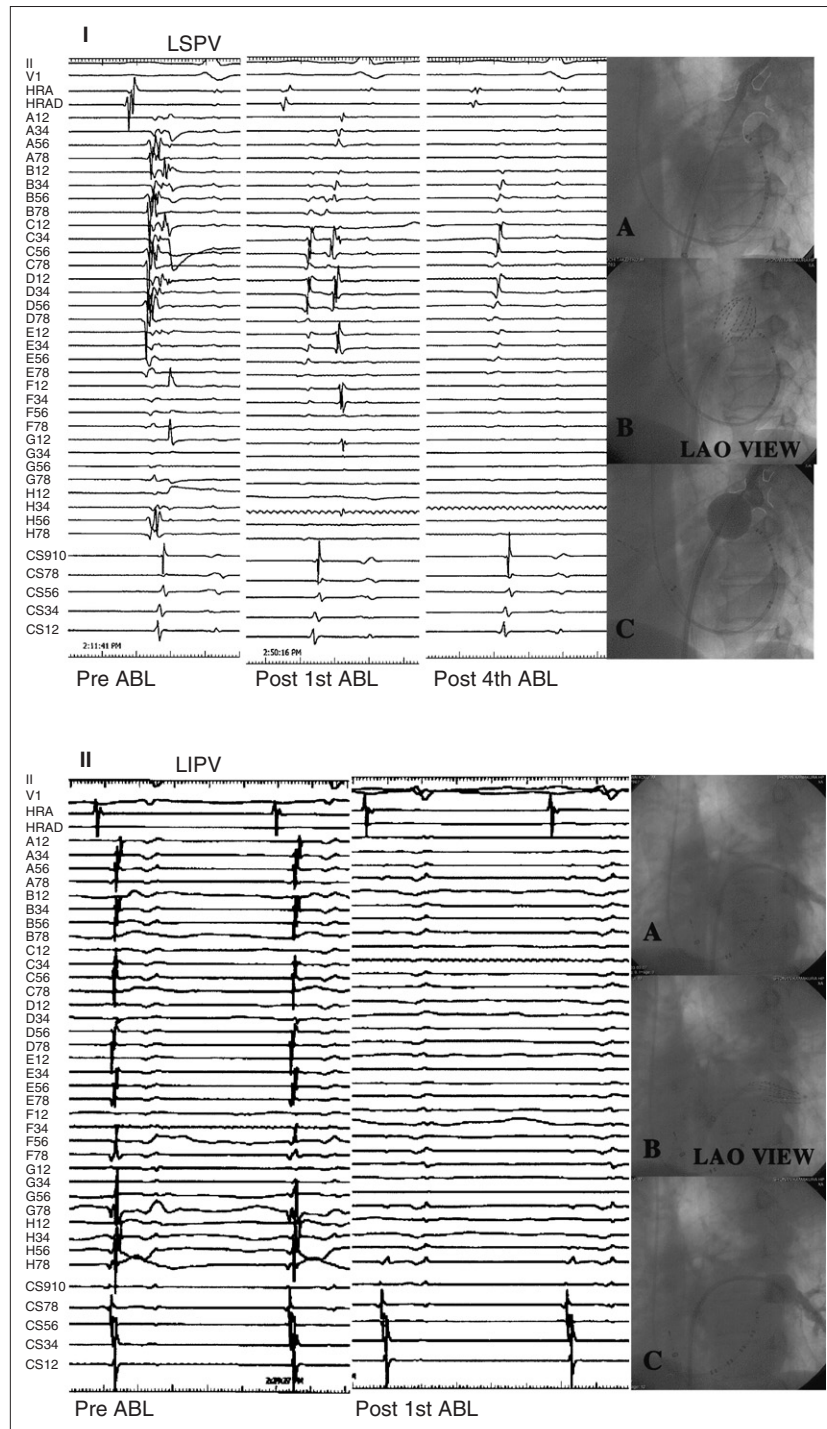 I
LSPV
II
V1
HRA
HRAD
A12
A34
A56
A78
B12
B34
B56
B78
C12
C34
C56
C78
D12
D34
D56
D78
E12
E34
E56
E78
F12
F34
F56
F78
G12
G34
G56
G78
H12
H34
H56
H78
CS910
CS78
CS56
CS34
CS12
2:11:41 PM
2:50:16 PM
Pre ABL
Post 1st ABL
Post 4th ABL
A
B
LAO VIEW
C
II
LIPV
II
V1
HRA
HRAD
A12
A34
A56
A78
B12
B34
B56
B78
C12
C34
C56
C78
D12
D34
D56
D78
E12
E34
E56
E78
F12
F34
F56
F78
G12
G34
G56
G78
H12
H34
H56
H78
CS910
CS78
CS56
CS34
CS12
Pre ABL
Post 1st ABL
A
B
LAO VIEW
C